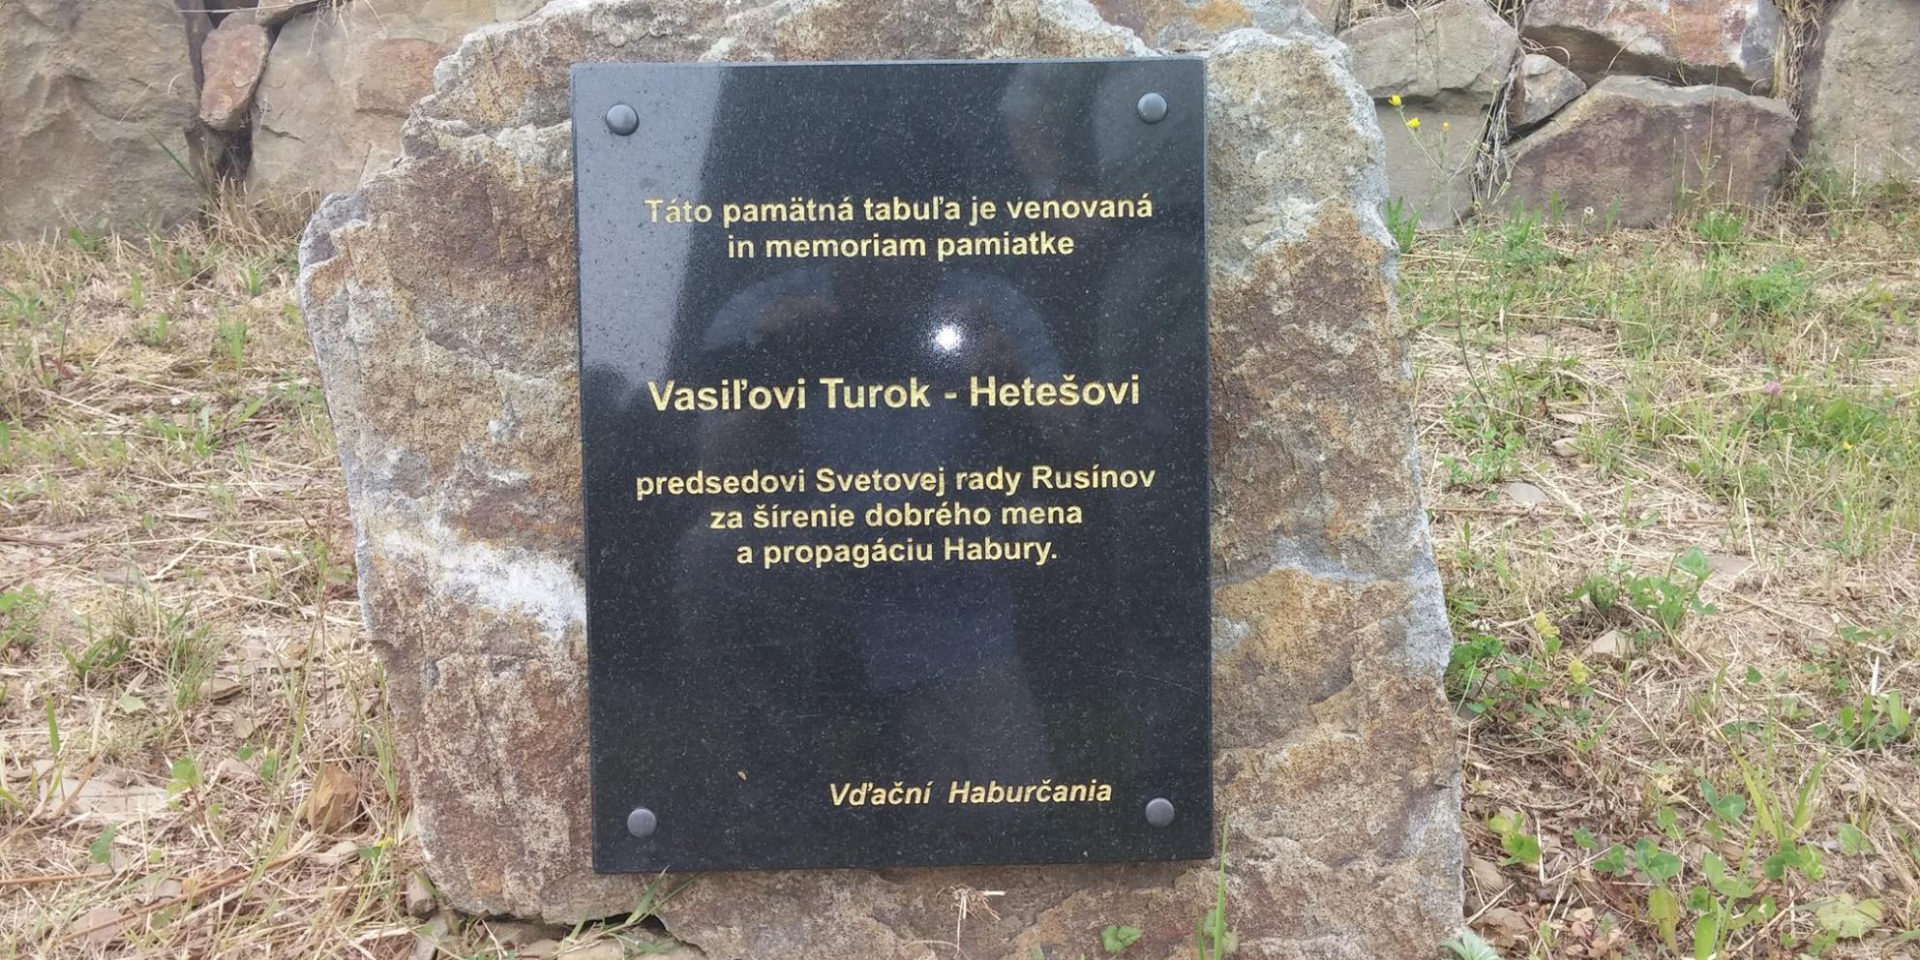 Táto pamätná tabuľa je venovaná
in memoriam pamiatke
Vasiľovi Turok - Hetešovi
predsedovi Svetovej rady Rusínov
za šírenie dobrého mena
a propagáciu Habury.
Vďační Haburčania